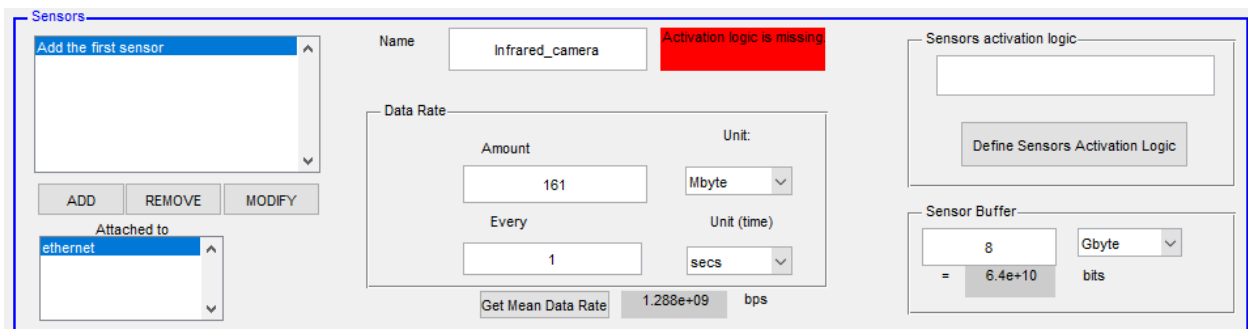 Sensors
Add the first sensor
ADD REMOVE MODIFY
Attached to
ethernet
Name Infrared_camera Activation logic is missing
Data Rate
Amount Unit:
161 Mbyte
Every Unit (time)
1 secs
Get Mean Data Rate 1.288e+09 bps
Sensors activation logic
Define Sensors Activation Logic
Sensor Buffer
8 Gbyte
= 6.4e+10 bits